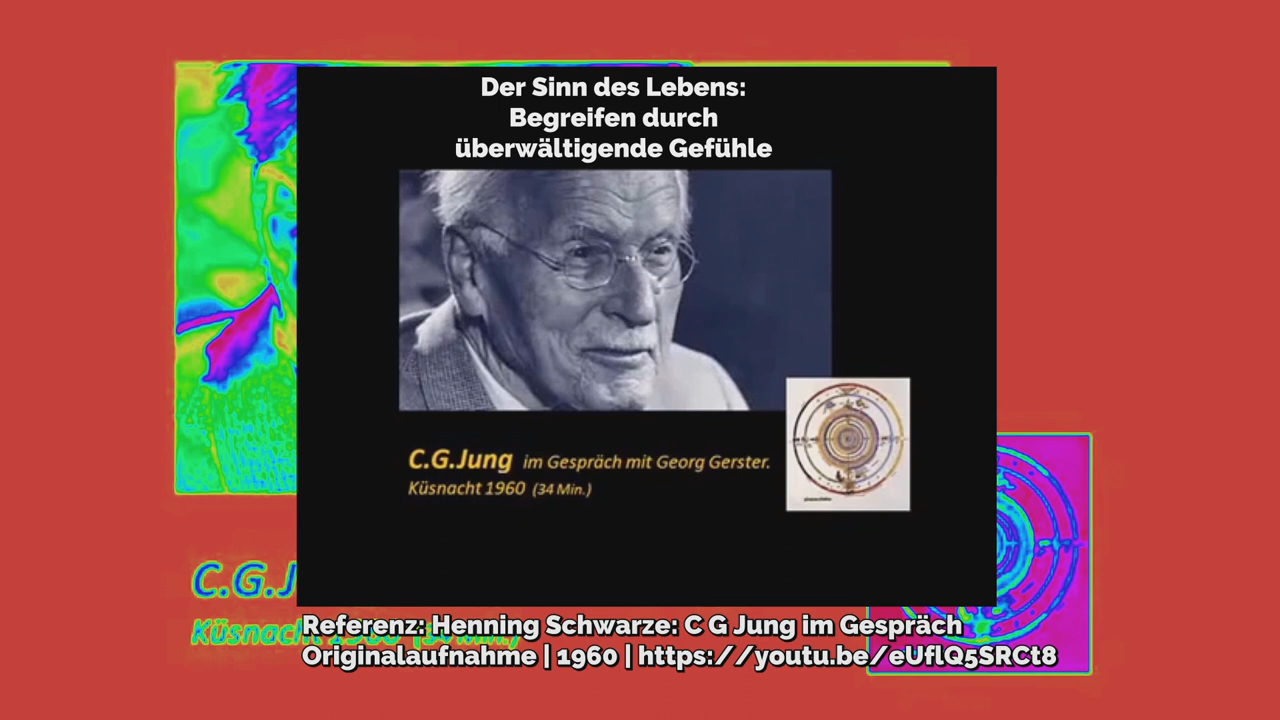 Der Sinn des Lebens:
Begreifen durch
überwältigende Gefühle
C.G.Jung im Gespräch mit Georg Gerster.
Küsnacht 1960 (34 Min.)
C.G.J
Küsnach
Referenz: Henning Schwarze: C G Jung im Gespräch
Originalaufnahme | 1960 | https://youtu.be/eUflQ5SRCt8